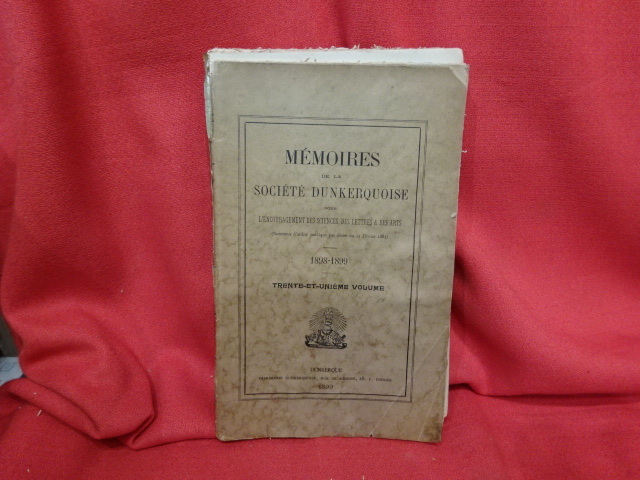 MÉMOIRES
DE LA
SOCIÉTÉ DUNKERQUOISE
POUR
L'ENCOURAGEMENT DES SCIENCES, DES LETTRES & DES ARTS
1898-1899
TRENTE-ET-UNIÈME VOLUME
DUNKERQUE
1899